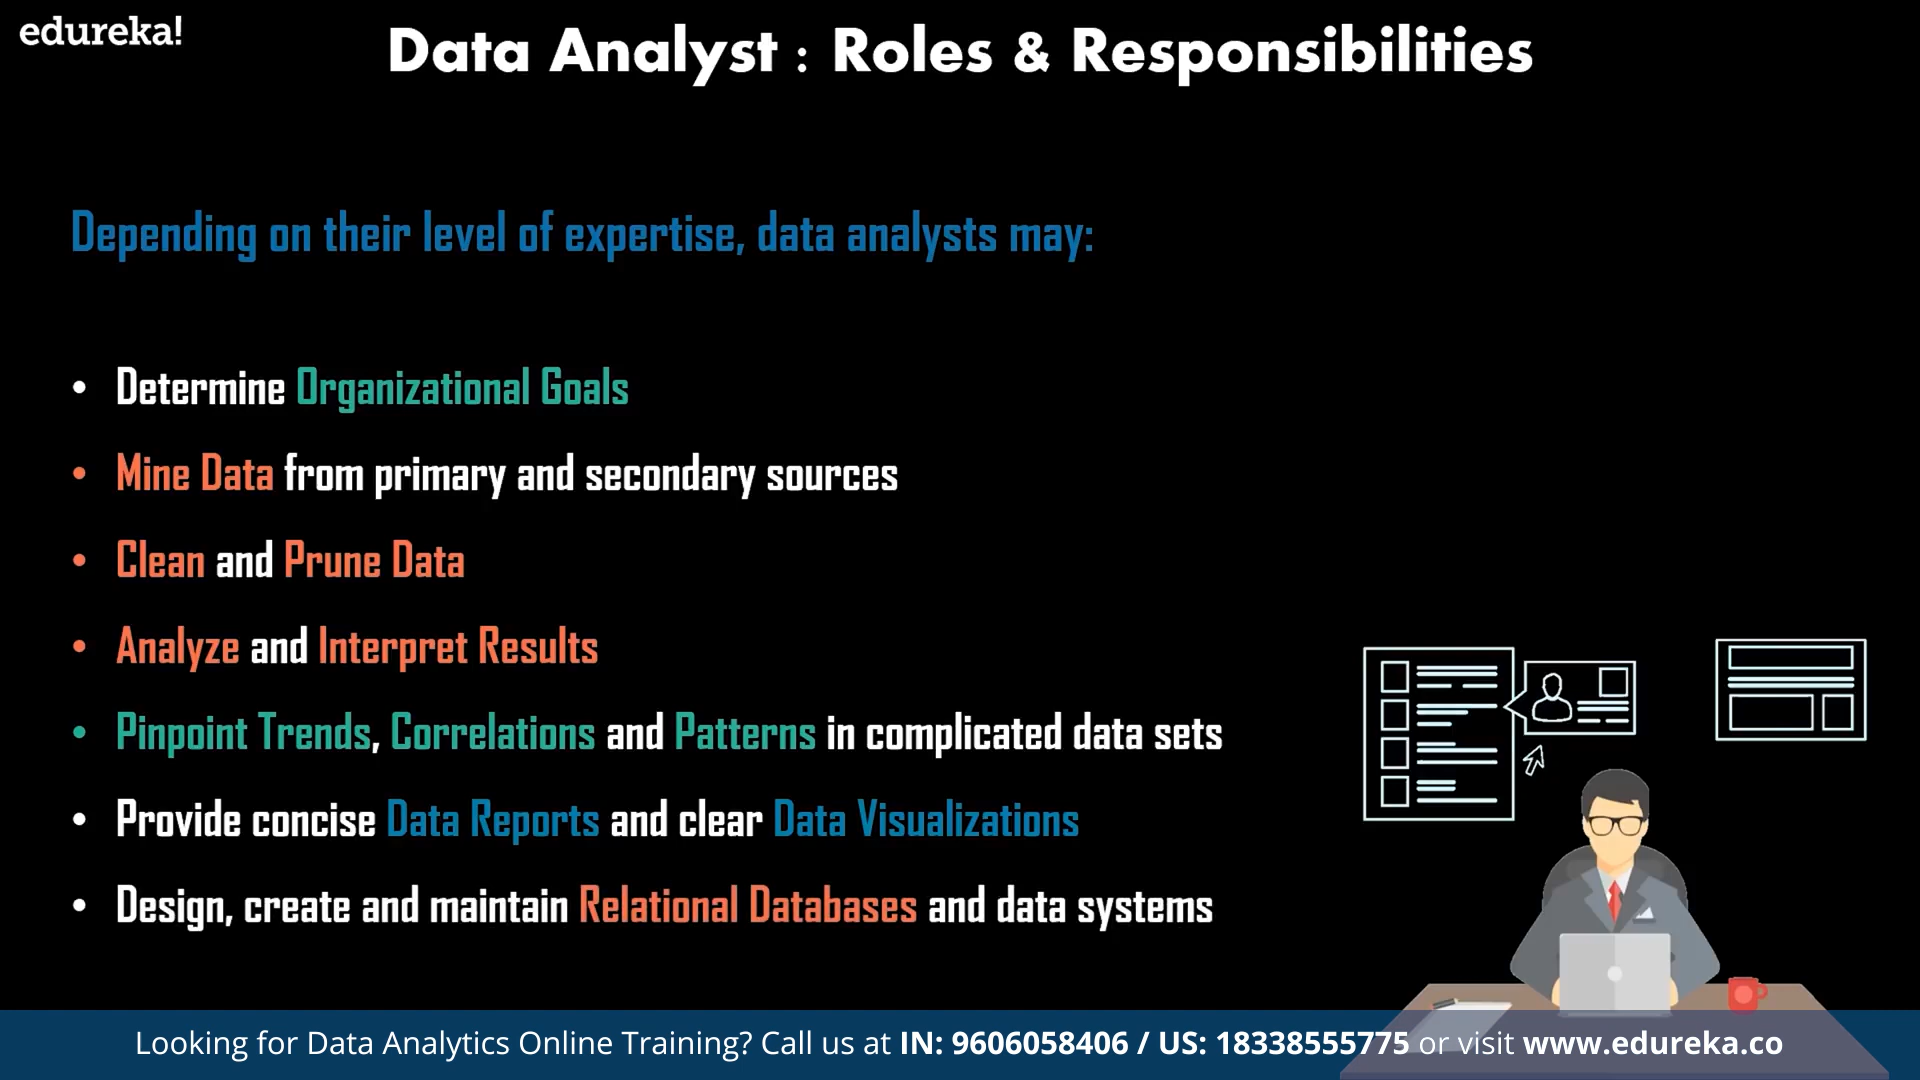 edureka!
Data Analyst : Roles & Responsibilities
Depending on their level of expertise, data analysts may:
• Determine Organizational Goals
• Mine Data from primary and secondary sources
• Clean and Prune Data
• Analyze and Interpret Results
• Pinpoint Trends, Correlations and Patterns in complicated data sets
• Provide concise Data Reports and clear Data Visualizations
• Design, create and maintain Relational Databases and data systems
Looking for Data Analytics Online Training? Call us at IN: 9606058406 / US: 18338555775 or visit www.edureka.co